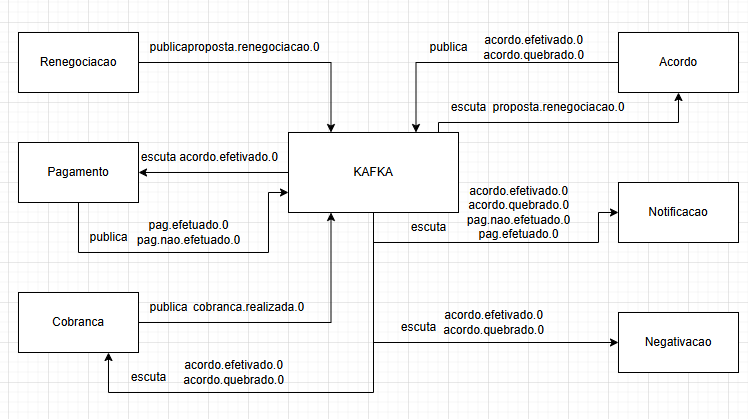 publicaproposta.renegociacao.0
Renegociacao
publica
acordo.efetivado.0
acordo.quebrado.0
Acordo
escuta proposta.renegociacao.0
escuta acordo.efetivado.0
Pagamento
KAFKA
publica
pag.efetuado.0
pag.nao.efetuado.0
escuta
acordo.efetivado.0
acordo.quebrado.0
pag.nao.efetuado.0
pag.efetuado.0
Notificacao
publica cobranca.realizada.0
Cobranca
escuta
acordo.efetivado.0
acordo.quebrado.0
Negativacao
escuta
acordo.efetivado.0
acordo.quebrado.0